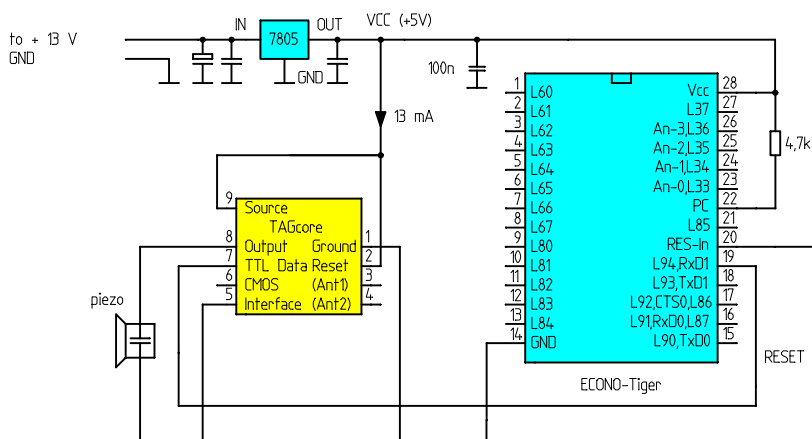 to + 13 V
GND
IN
7805
OUT
GND
VCC (+5V)
100n
13 mA
9 Source
TAGcore
8 Output Ground 1
7 TTL Data Reset 2
6 CMOS (Ant1) 3
5 Interface (Ant2) 4
piezo
1 L60 Vcc 28
2 L61 L37 27
3 L62 An-3,L36 26
4 L63 An-2,L35 25
5 L64 An-1,L34 24
6 L65 An-0,L33 23
7 L66 PC 22
8 L67 L85 21
9 L80 RES-In 20
10 L81 L94,RxD1 19
11 L82 L93,TxD1 18
12 L83 L92,CTS0,L86 17
13 L84 L91,RxD0,L87 16
14 GND L90,TxD0 15
4,7k
RESET
ECONO-Tiger